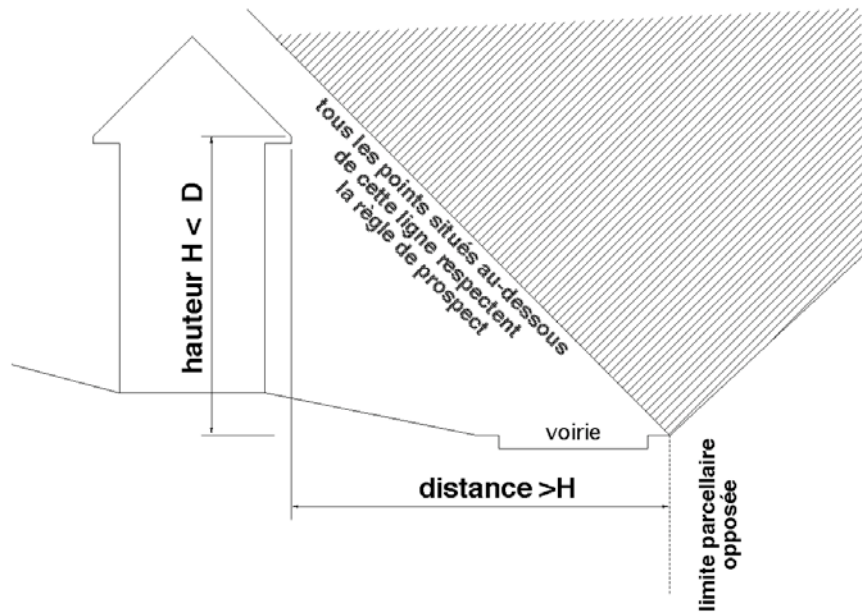 tous les points situés au-dessous
de cette ligne respectent
la règle de prospect
hauteur H < D
voirie
distance >H
limite parcellaire
opposée